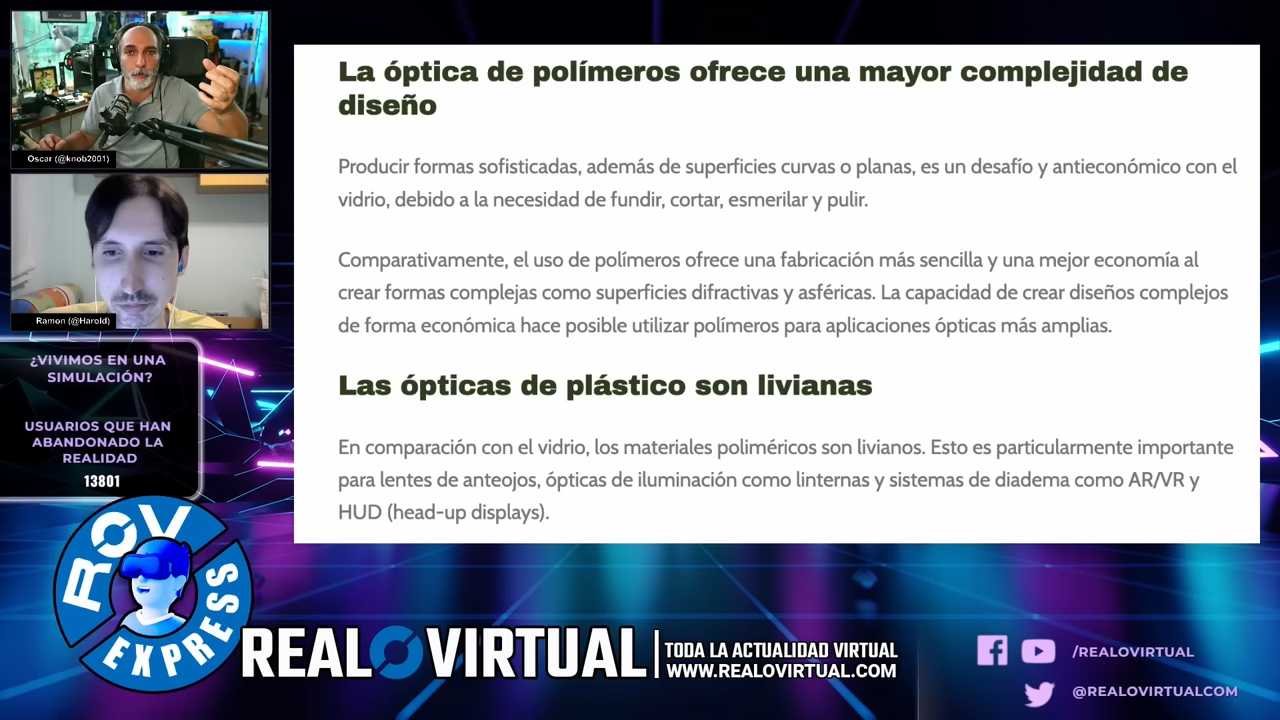 Oscar (@knob2001)
Ramon (@Harold)
¿VIVIMOS EN UNA
SIMULACIÓN?
USUARIOS QUE HAN
ABANDONADO LA
REALIDAD
13801
La óptica de polímeros ofrece una mayor complejidad de
diseño
Producir formas sofisticadas, además de superficies curvas o planas, es un desafío y antieconómico con el
vidrio, debido a la necesidad de fundir, cortar, esmerilar y pulir.
Comparativamente, el uso de polímeros ofrece una fabricación más sencilla y una mejor economía al
crear formas complejas como superficies difractivas y asféricas. La capacidad de crear diseños complejos
de forma económica hace posible utilizar polímeros para aplicaciones ópticas más amplias.
Las ópticas de plástico son livianas
En comparación con el vidrio, los materiales poliméricos son livianos. Esto es particularmente importante
para lentes de anteojos, ópticas de iluminación como linternas y sistemas de diadema como AR/VR y
HUD (head-up displays).
ROV
EXPRESS
REAL O VIRTUAL
TODA LA ACTUALIDAD VIRTUAL
WWW.REALOVIRTUAL.COM
/REALOVIRTUAL
@REALOVIRTUALCOM